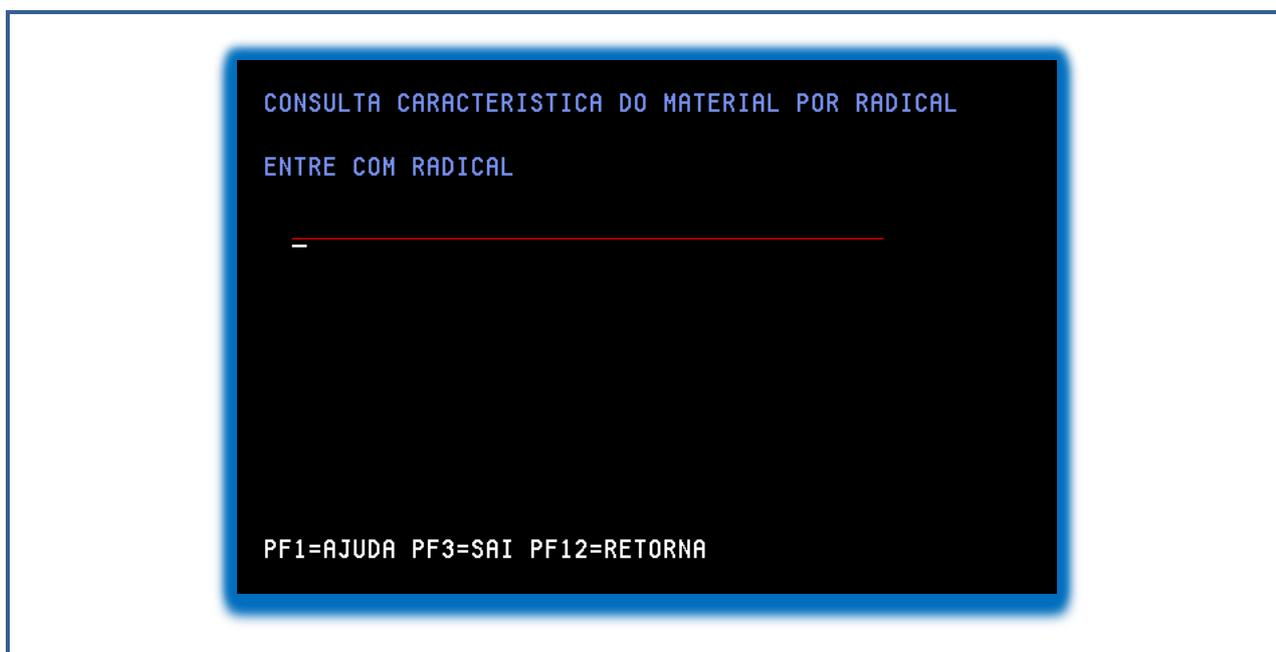 CONSULTA CARACTERISTICA DO MATERIAL POR RADICAL
ENTRE COM RADICAL
PF1=AJUDA PF3=SAI PF12=RETORNA